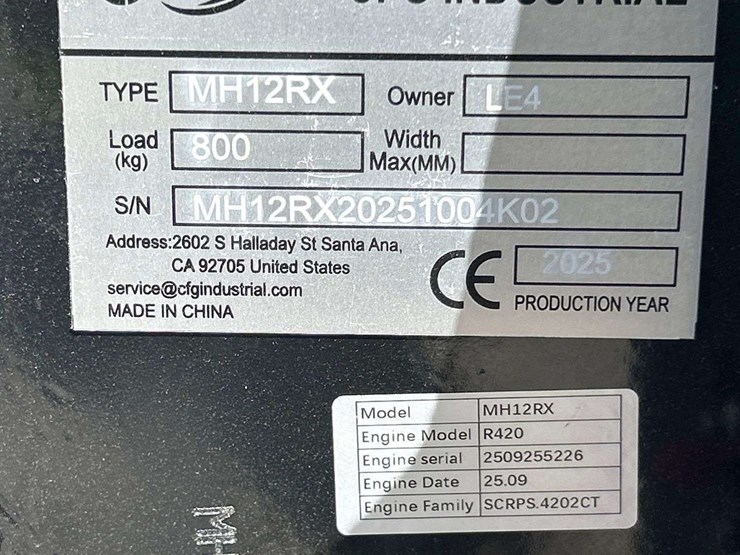 TYPE MH12RX Owner LE4
Load (kg) 800 Width Max(MM)
S/N MH12RX20251004K02
Address:2602 S Halladay St Santa Ana,
CA 92705 United States
service@cfgindustrial.com
MADE IN CHINA
CE 2025
PRODUCTION YEAR
Model MH12RX
Engine Model R420
Engine serial 2509255226
Engine Date 25.09
Engine Family SCRPS.4202CT
MH